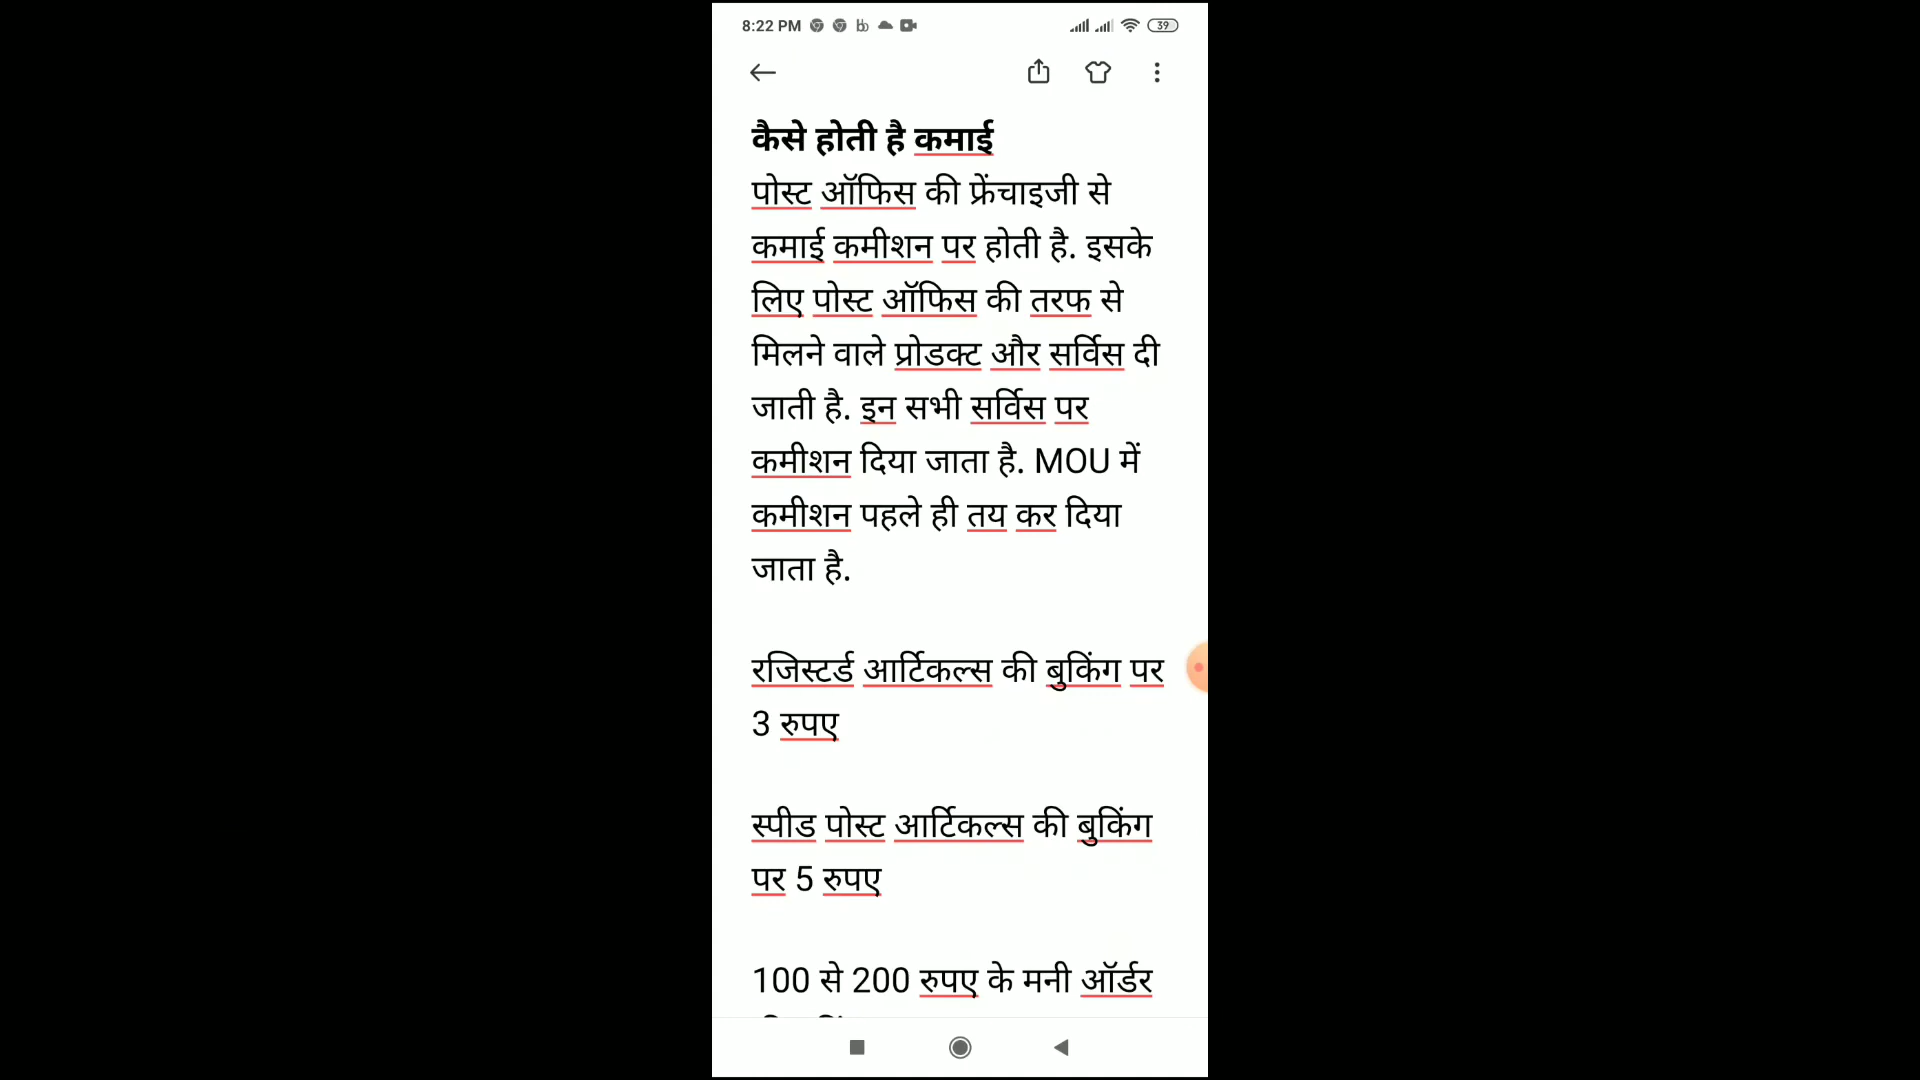 8:22 PM
39
कैसे होती है कमाई
पोस्ट ऑफिस की फ्रेंचाइजी से
कमाई कमीशन पर होती है. इसके
लिए पोस्ट ऑफिस की तरफ से
मिलने वाले प्रोडक्ट और सर्विस दी
जाती है. इन सभी सर्विस पर
कमीशन दिया जाता है. MOU में
कमीशन पहले ही तय कर दिया
जाता है.
रजिस्टर्ड आर्टिकल्स की बुकिंग पर
3 रुपए
स्पीड पोस्ट आर्टिकल्स की बुकिंग
पर 5 रुपए
100 से 200 रुपए के मनी ऑर्डर